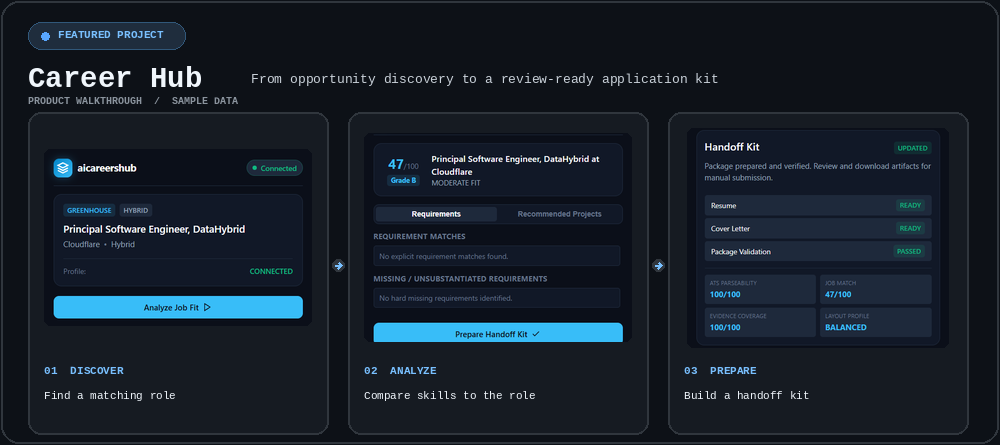 FEATURED PROJECT
Career Hub
From opportunity discovery to a review-ready application kit
PRODUCT WALKTHROUGH / SAMPLE DATA
aicareershub
Connected
GREENHOUSE
HYBRID
Principal Software Engineer, DataHybrid
Cloudflare • Hybrid
Profile:
CONNECTED
Analyze Job Fit
01 DISCOVER
Find a matching role
47/100
Grade B
Principal Software Engineer, DataHybrid at
Cloudflare
MODERATE FIT
Requirements
Recommended Projects
REQUIREMENT MATCHES
No explicit requirement matches found.
MISSING / UNSUBSTANTIATED REQUIREMENTS
No hard missing requirements identified.
Prepare Handoff Kit
02 ANALYZE
Compare skills to the role
Handoff Kit
UPDATED
Package prepared and verified. Review and download artifacts for
manual submission.
Resume
READY
Cover Letter
READY
Package Validation
PASSED
ATS PARSEABILITY
100/100
JOB MATCH
47/100
EVIDENCE COVERAGE
100/100
LAYOUT PROFILE
BALANCED
03 PREPARE
Build a handoff kit